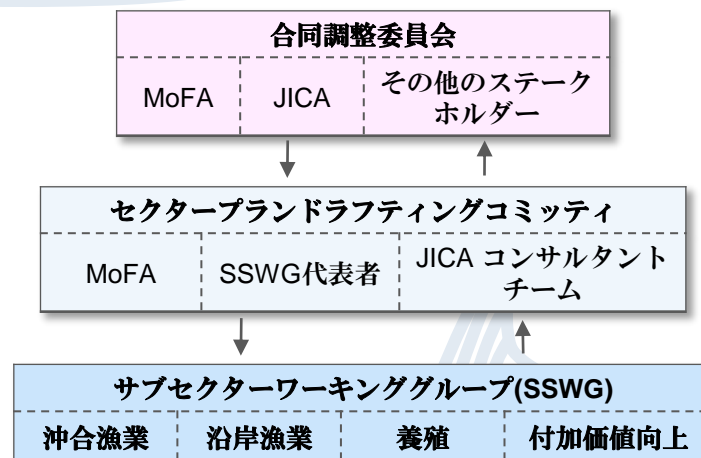 合同調整委員会
MoFA JICA その他のステーク
ホルダー
セクタープランドラフティングコミッティ
MoFA SSWG代表者 JICA コンサルタント
チーム
サブセクターワーキンググループ(SSWG)
沖合漁業 沿岸漁業 養殖 付加価値向上